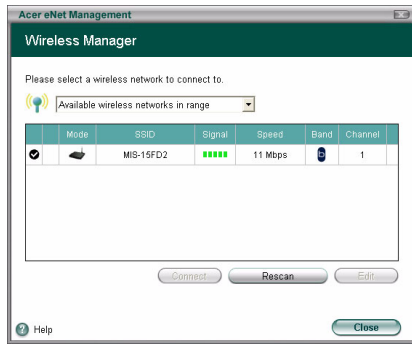 Acer eNet Management
Wireless Manager
Please select a wireless network to connect to.
Available wireless networks in range
Mode SSID Signal Speed Band Channel
MIS-15FD2 11 Mbps b 1
Connect Rescan Edit
Help Close